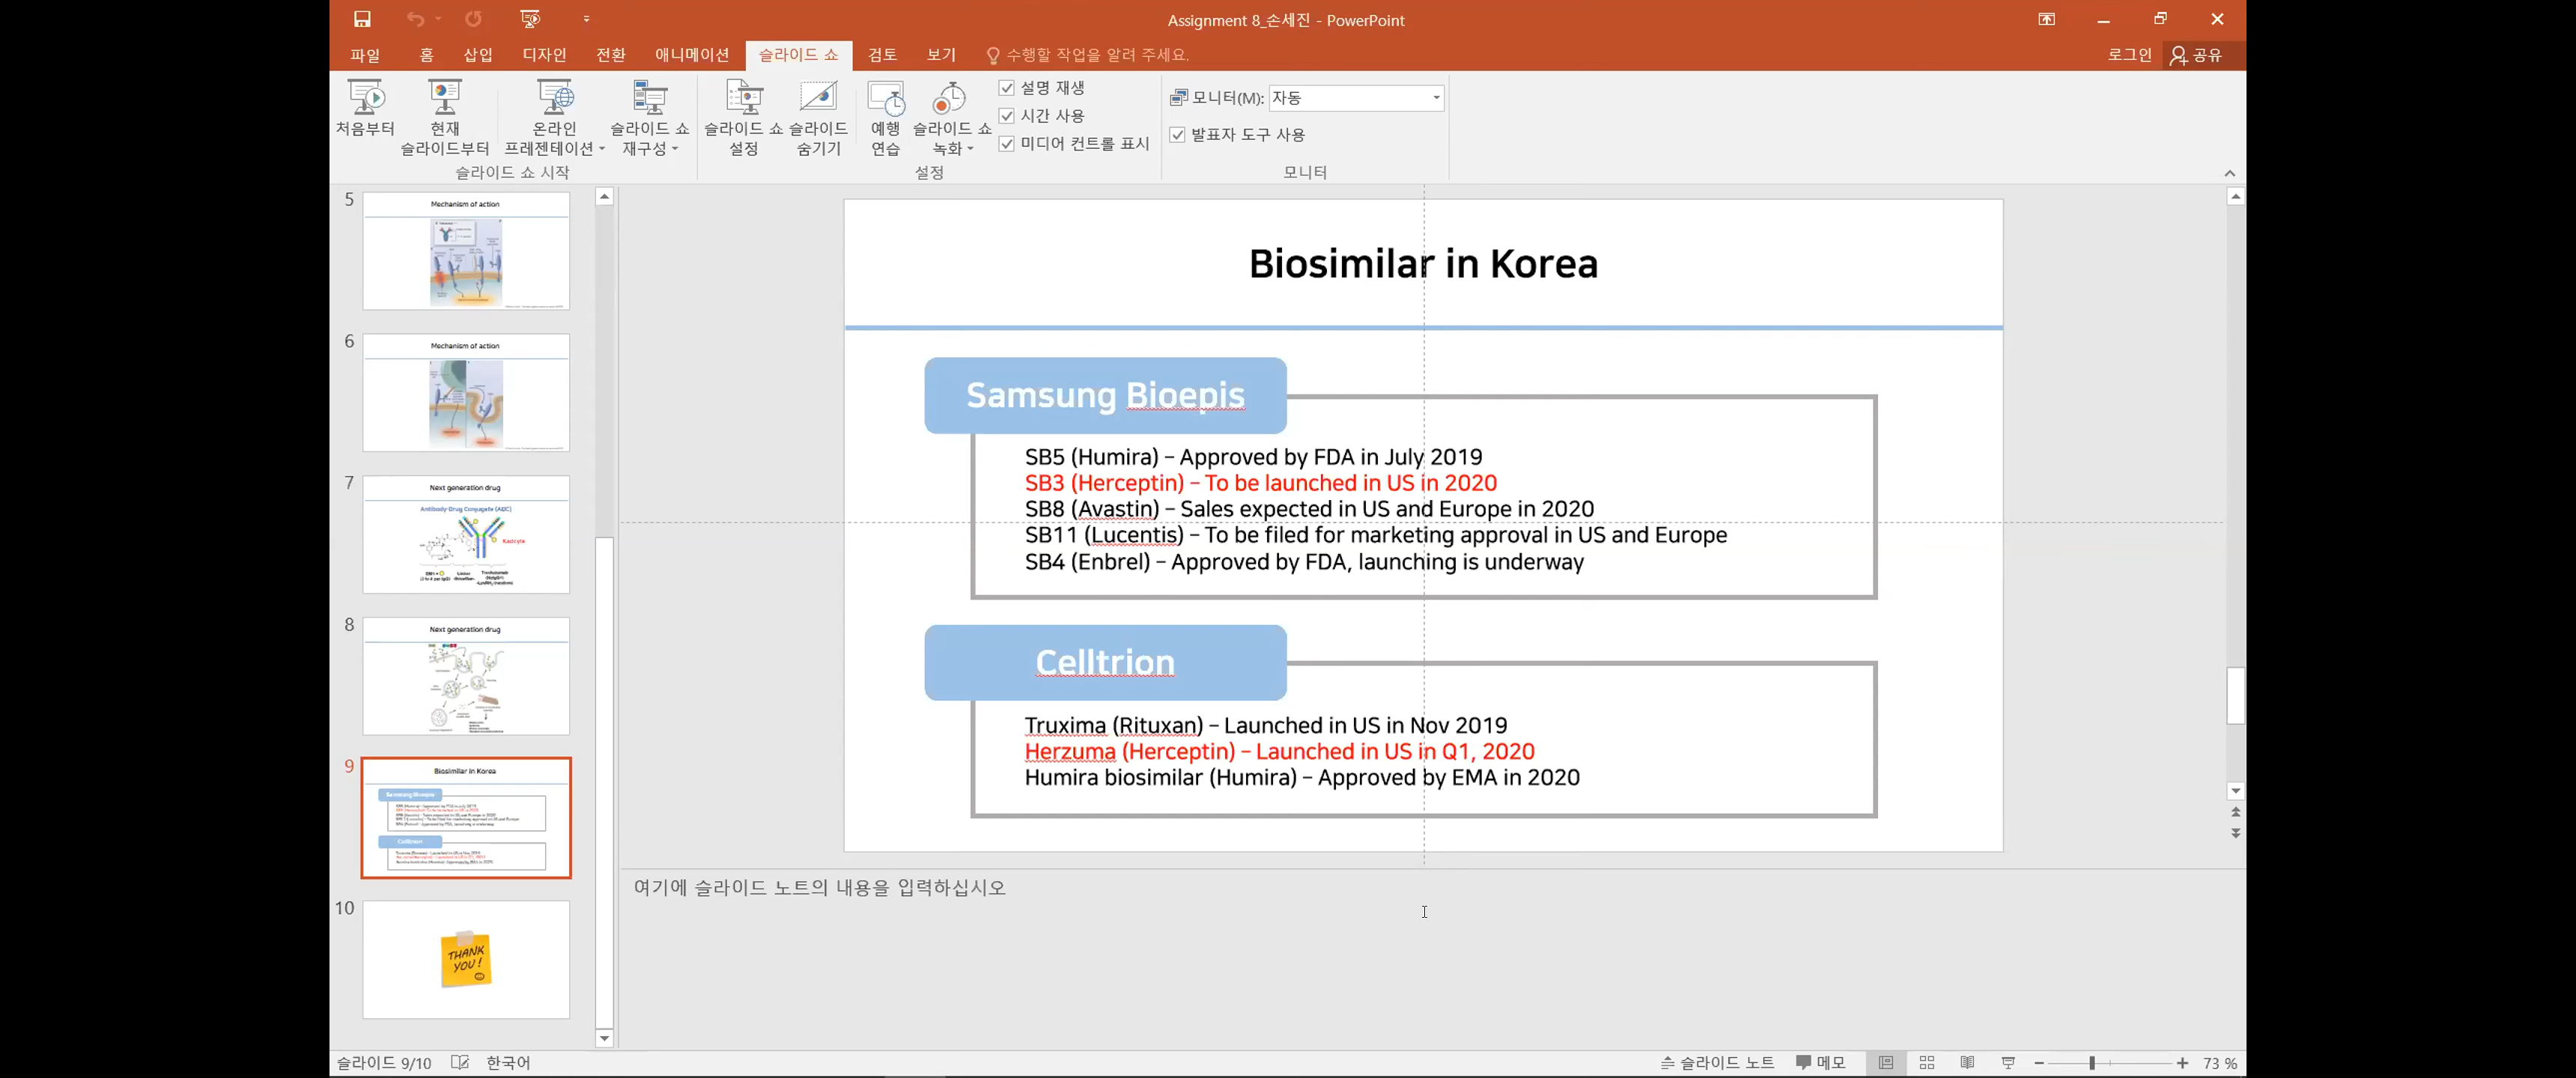 Assignment 8_손세진 - PowerPoint
파일 홈 삽입 디자인 전환 애니메이션 슬라이드 쇼 검토 보기 수행할 작업을 알려 주세요. 로그인 공유
처음부터
현재
슬라이드부터
온라인
프레젠테이션
슬라이드 쇼
재구성
슬라이드 쇼 시작
슬라이드 쇼
설정
슬라이드
숨기기
예행
연습
슬라이드 쇼
녹화
설명 재생
시간 사용
미디어 컨트롤 표시
설정
모니터(M): 자동
발표자 도구 사용
모니터
5
Mechanism of action
6
Mechanism of action
7
Next generation drug
Antibody-Drug Conjugate (ADC)
Kadcyla
8
Next generation drug
9
Biosimilar in Korea
Samsung Bioepis
Celltrion
10
THANK
YOU!
Biosimilar in Korea
Samsung Bioepis
SB5 (Humira) – Approved by FDA in July 2019
SB3 (Herceptin) – To be launched in US in 2020
SB8 (Avastin) – Sales expected in US and Europe in 2020
SB11 (Lucentis) – To be filed for marketing approval in US and Europe
SB4 (Enbrel) – Approved by FDA, launching is underway
Celltrion
Truxima (Rituxan) – Launched in US in Nov 2019
Herzuma (Herceptin) – Launched in US in Q1, 2020
Humira biosimilar (Humira) – Approved by EMA in 2020
여기에 슬라이드 노트의 내용을 입력하십시오
슬라이드 9/10 한국어 슬라이드 노트 메모 73 %